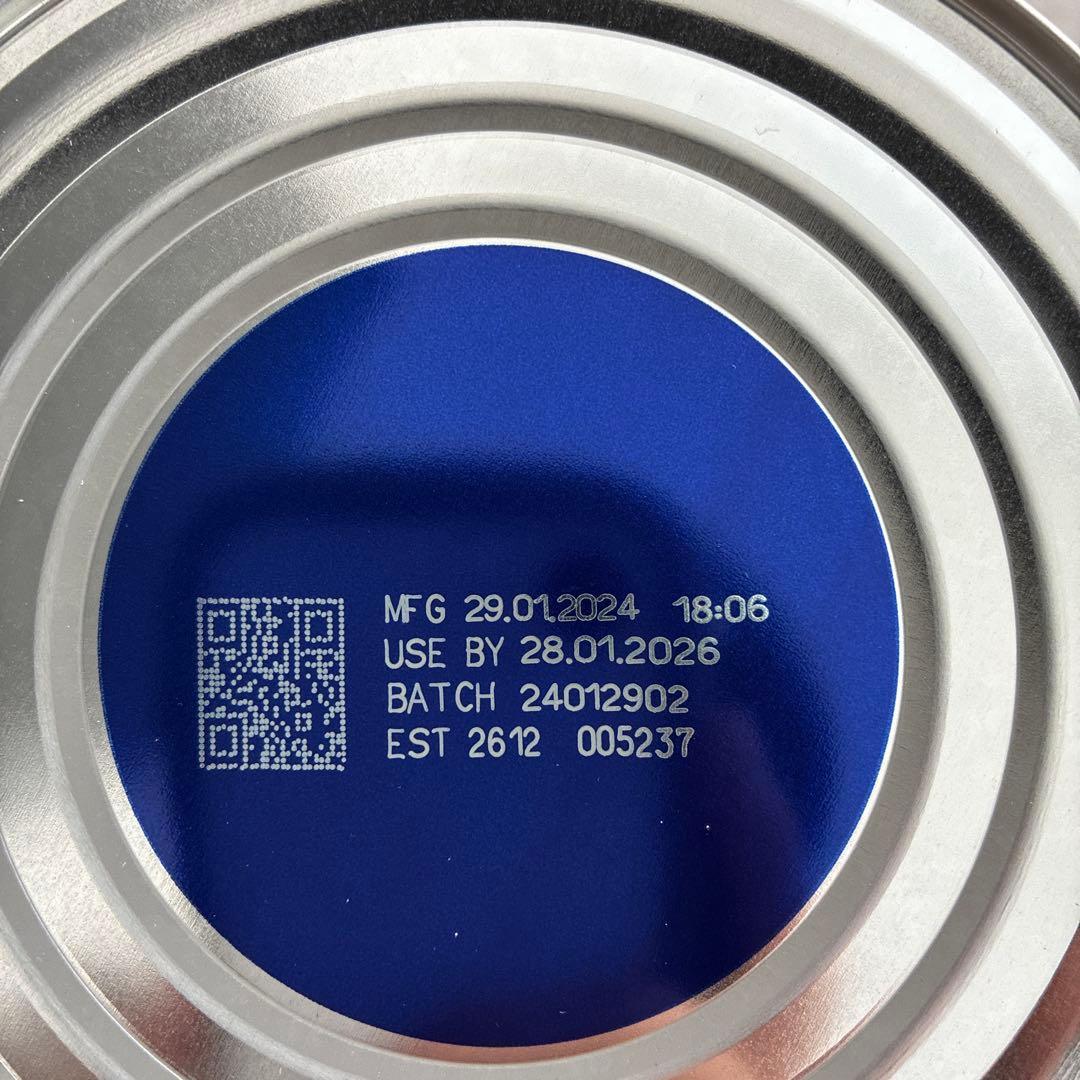 MFG 29.01.2024 18:06
USE BY 28.01.2026
BATCH 24012902
EST 2612 005237